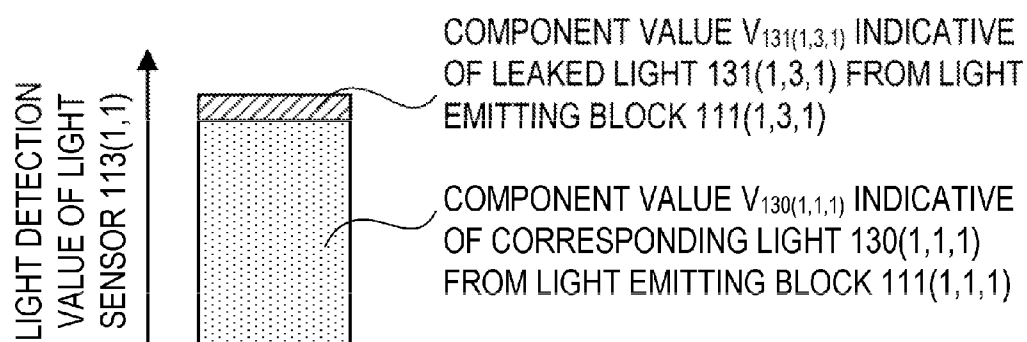 LIGHT DETECTION
VALUE OF LIGHT
SENSOR 113(1,1)
COMPONENT VALUE V131(1,3,1) INDICATIVE
OF LEAKED LIGHT 131(1,3,1) FROM LIGHT
EMITTING BLOCK 111(1,3,1)
COMPONENT VALUE V130(1,1,1) INDICATIVE
OF CORRESPONDING LIGHT 130(1,1,1)
FROM LIGHT EMITTING BLOCK 111(1,1,1)